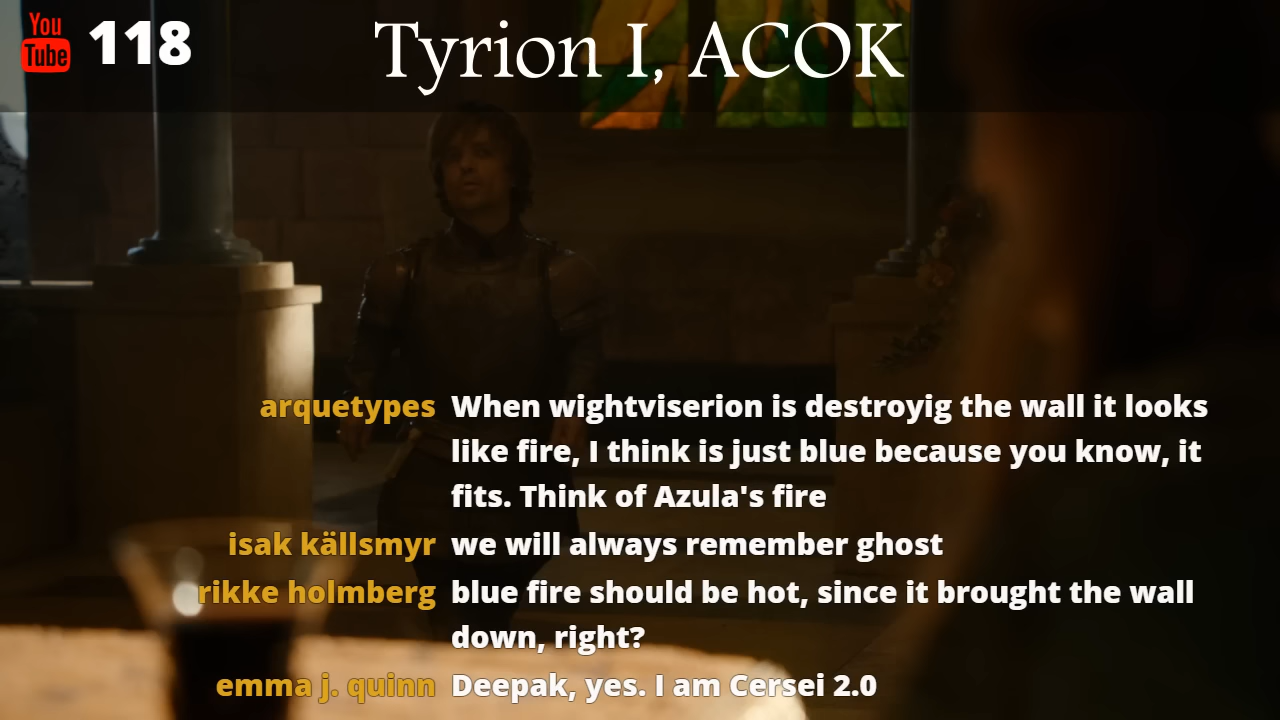 You
Tube
118
Tyrion I, ACOK
arquetypes When wightviserion is destroyig the wall it looks
like fire, I think is just blue because you know, it
fits. Think of Azula's fire
isak källsmyr we will always remember ghost
rikke holmberg blue fire should be hot, since it brought the wall
down, right?
emma j. quinn Deepak, yes. I am Cersei 2.0